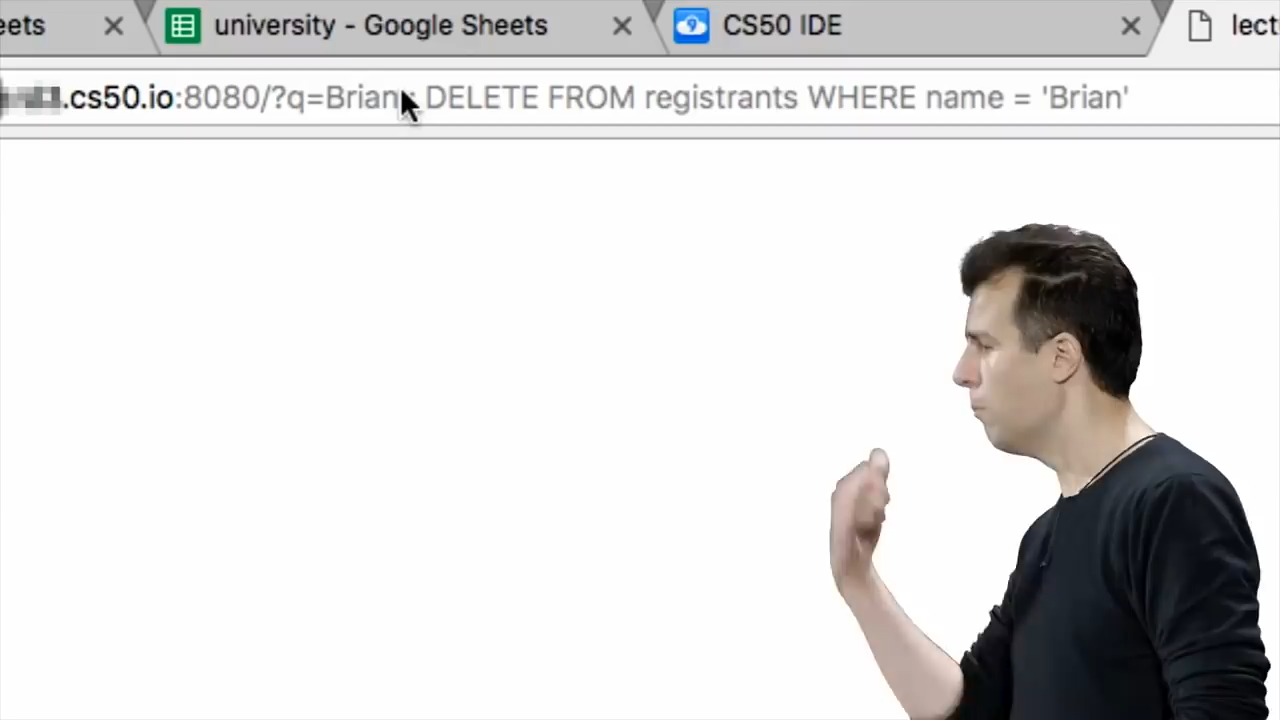 eets university - Google Sheets CS50 IDE lect
.cs50.io:8080/?q=Brian; DELETE FROM registrants WHERE name = 'Brian'